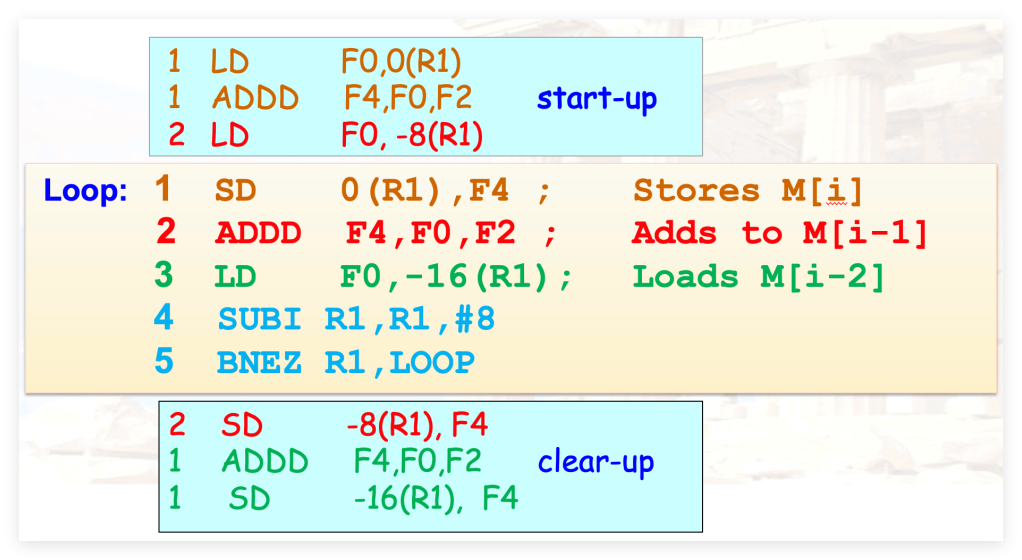 1 LD F0,0(R1)
1 ADDD F4,F0,F2 start-up
2 LD F0, -8(R1)
Loop: 1 SD 0(R1),F4 ; Stores M[i]
2 ADDD F4,F0,F2 ; Adds to M[i-1]
3 LD F0,-16(R1); Loads M[i-2]
4 SUBI R1,R1,#8
5 BNEZ R1,LOOP
2 SD -8(R1), F4
1 ADDD F4,F0,F2 clear-up
1 SD -16(R1), F4